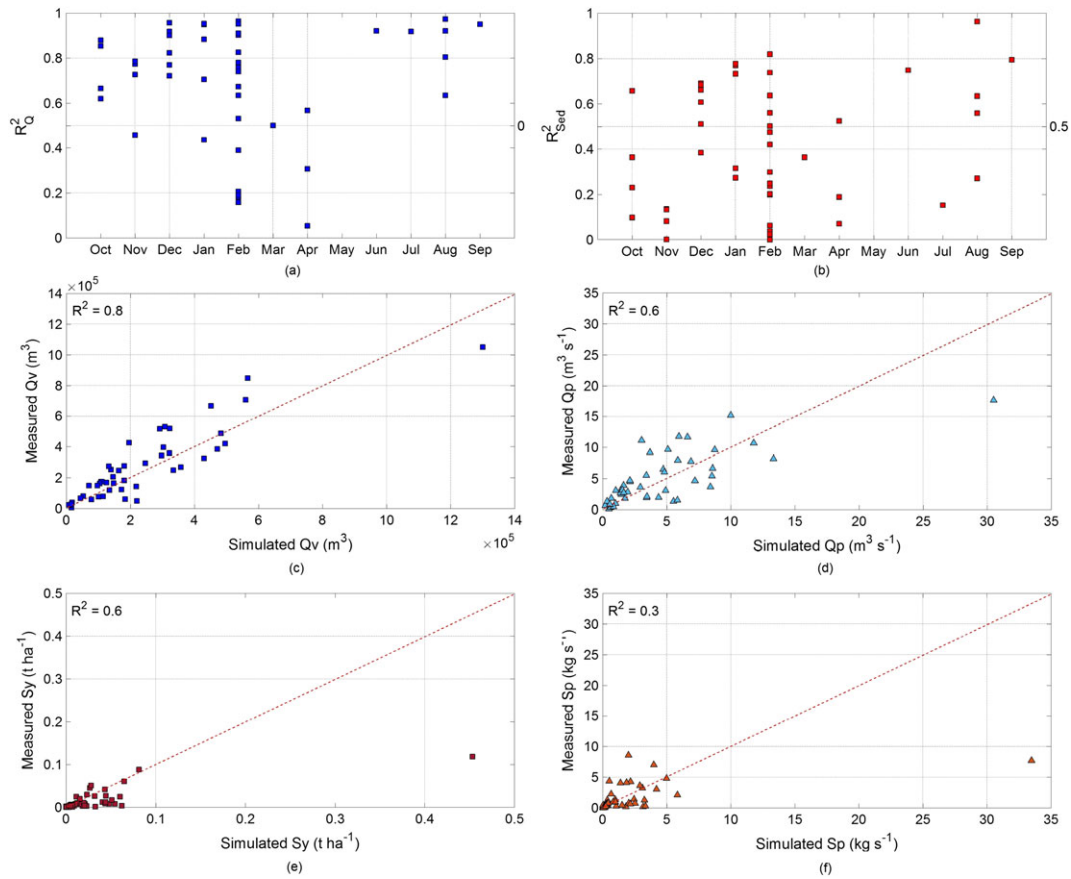 1
0.8
0.6
0.4
0.2
0
R²_Q
0
Oct Nov Dec Jan Feb Mar Apr May Jun Jul Aug Sep
(a)
1
0.8
0.6
0.4
0.2
0
R²_Sed
0.5
Oct Nov Dec Jan Feb Mar Apr May Jun Jul Aug Sep
(b)
× 10⁵
14
12
10
8
6
4
2
0
Measured Qv (m³)
R² = 0.8
0 2 4 6 8 10 12 14
Simulated Qv (m³)
× 10⁵
(c)
35
30
25
20
15
10
5
0
Measured Qp (m³ s⁻¹)
R² = 0.6
0 5 10 15 20 25 30 35
Simulated Qp (m³ s⁻¹)
(d)
0.5
0.4
0.3
0.2
0.1
0
Measured Sy (t ha⁻¹)
R² = 0.6
0 0.1 0.2 0.3 0.4 0.5
Simulated Sy (t ha⁻¹)
(e)
35
30
25
20
15
10
5
0
Measured Sp (kg s⁻¹)
R² = 0.3
0 5 10 15 20 25 30 35
Simulated Sp (kg s⁻¹)
(f)